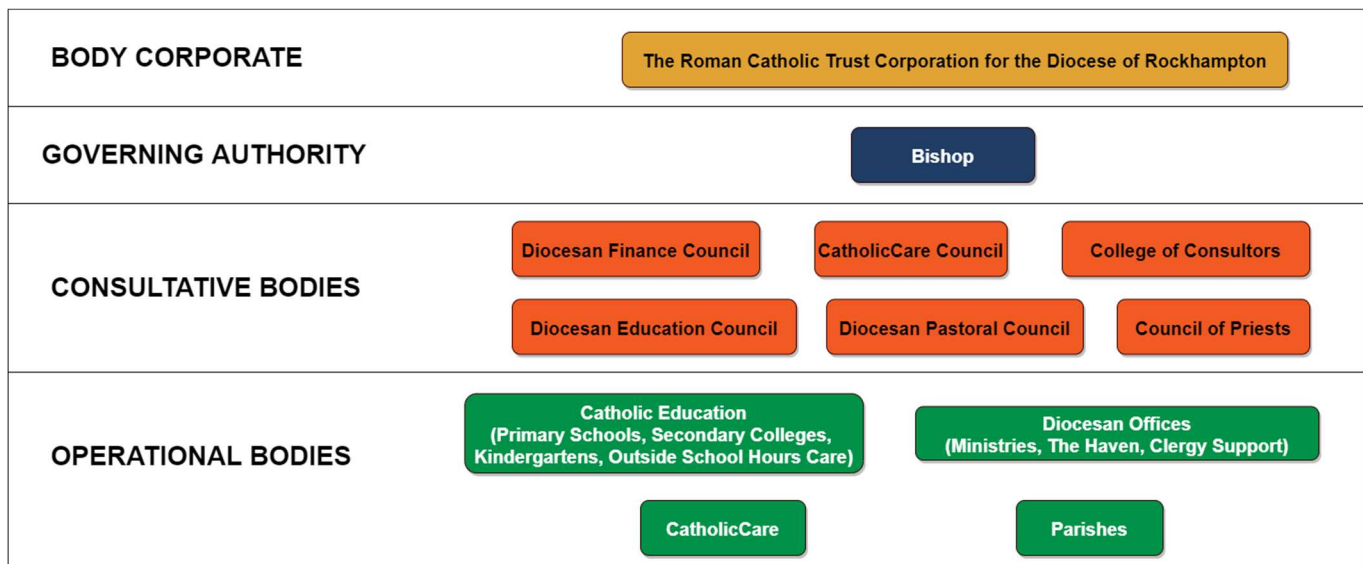 BODY CORPORATE
The Roman Catholic Trust Corporation for the Diocese of Rockhampton
GOVERNING AUTHORITY
Bishop
CONSULTATIVE BODIES
Diocesan Finance Council
CatholicCare Council
College of Consultors
Diocesan Education Council
Diocesan Pastoral Council
Council of Priests
OPERATIONAL BODIES
Catholic Education
(Primary Schools, Secondary Colleges,
Kindergartens, Outside School Hours Care)
Diocesan Offices
(Ministries, The Haven, Clergy Support)
CatholicCare
Parishes